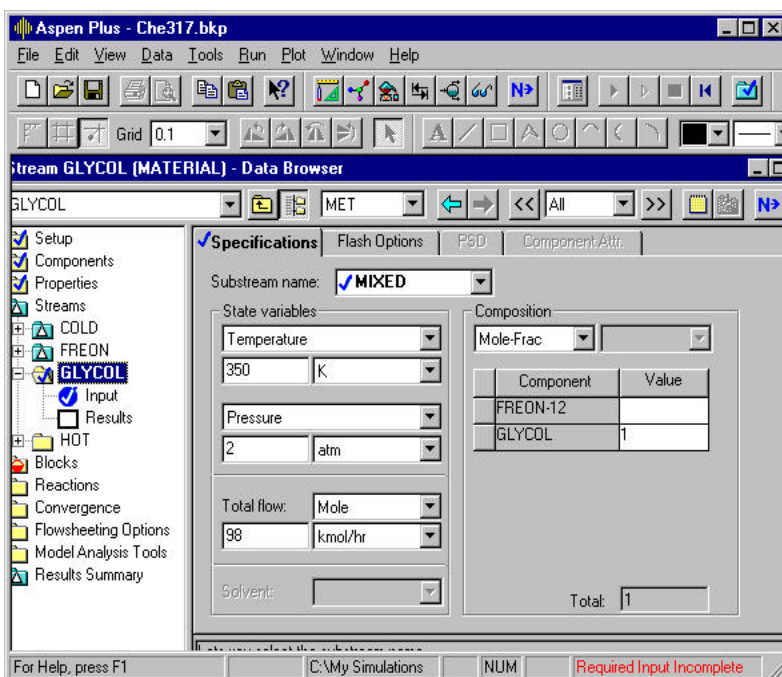 Aspen Plus - Che317.bkp
File Edit View Data Tools Run Plot Window Help
N
Grid 0.1
A
Stream GLYCOL (MATERIAL) - Data Browser
GLYCOL MET << All >> N
Setup
Components
Properties
Streams
COLD
FREON
GLYCOL
Input
Results
HOT
Blocks
Reactions
Convergence
Flowsheeting Options
Model Analysis Tools
Results Summary
Specifications Flash Options PSD Component Attr.
Substream name: MIXED
State variables
Temperature
350 K
Pressure
2 atm
Total flow: Mole
98 kmol/hr
Solvent:
Composition
Mole-Frac
Component Value
FREON-12
GLYCOL 1
Total: 1
For Help, press F1 C:\My Simulations NUM Required Input Incomplete